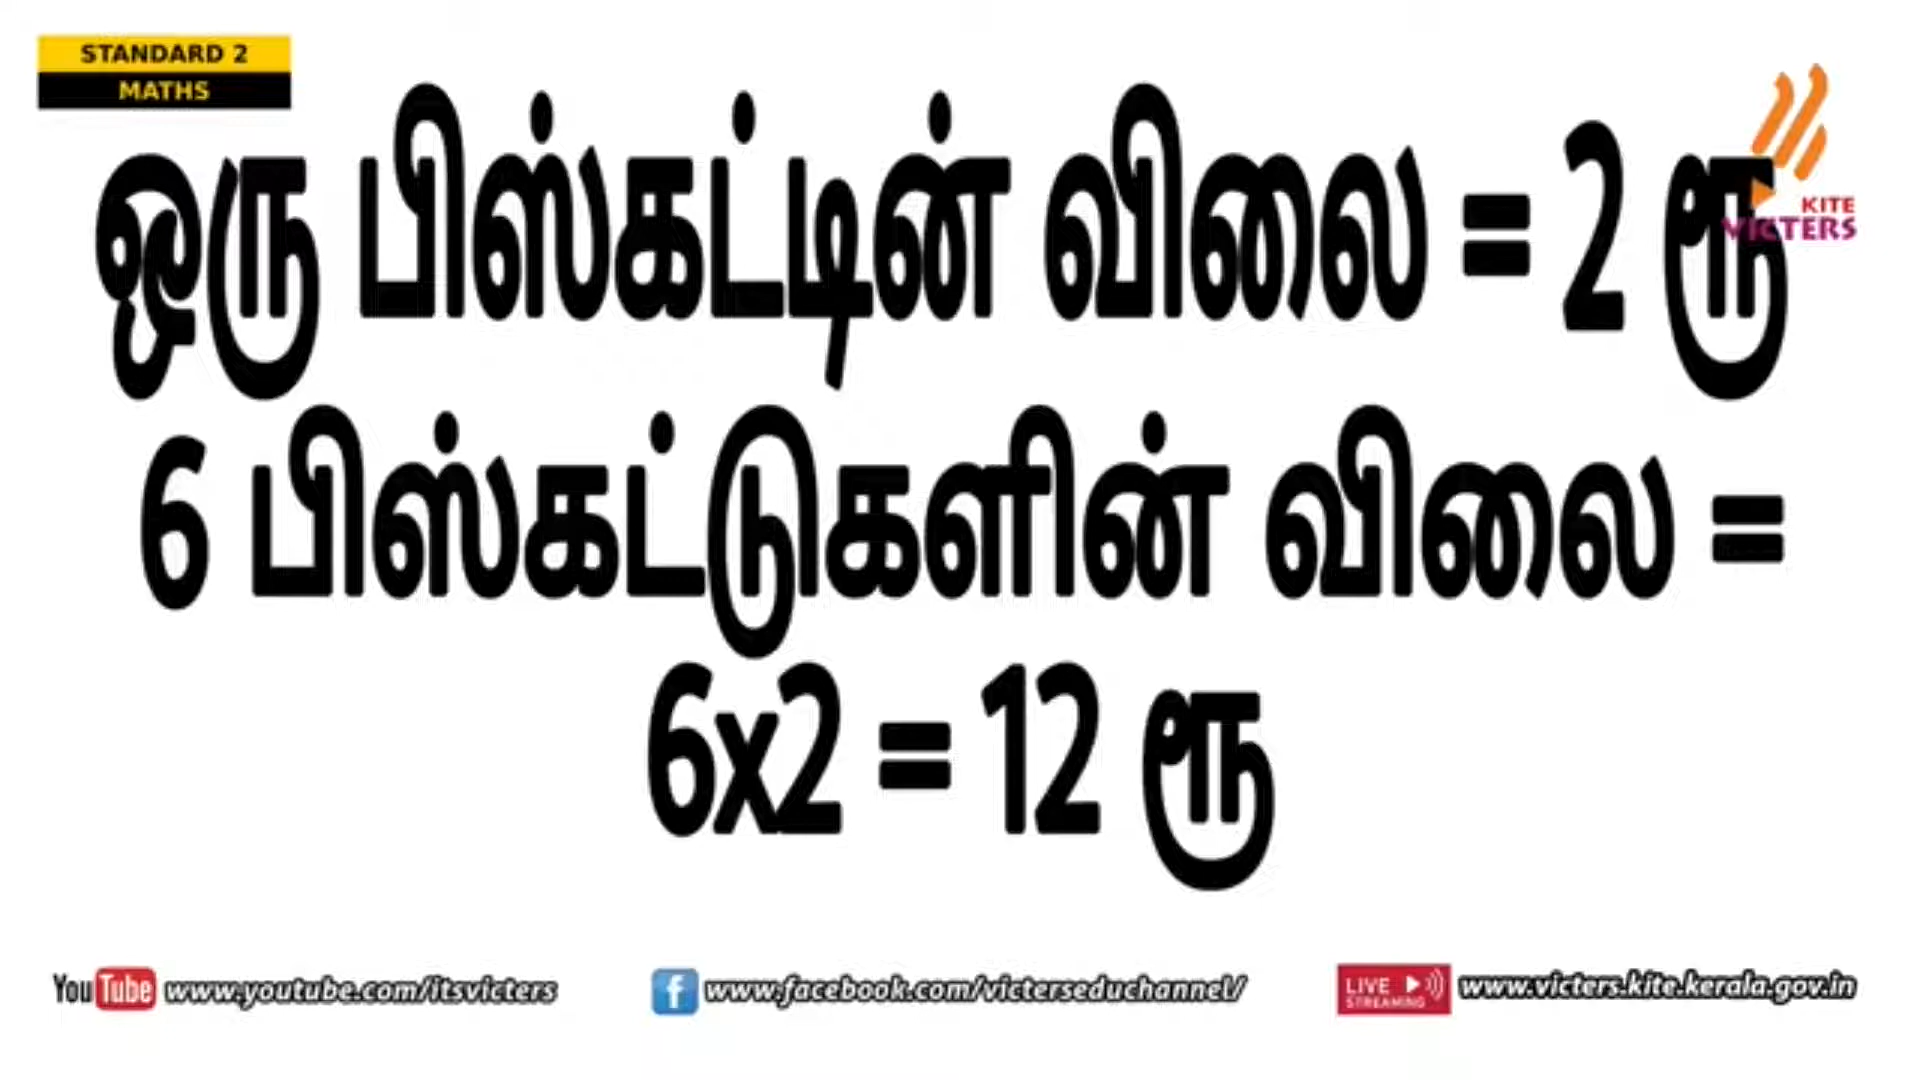 STANDARD 2
MATHS
KITE
VICTERS
ஒரு பிஸ்கட்டின் விலை = 2 ரூ
6 பிஸ்கட்டுகளின் விலை =
6x2 = 12 ரூ
YouTube www.youtube.com/itsvicters
f www.facebook.com/victerseduchannel/
LIVE STREAMING www.victers.kite.kerala.gov.in